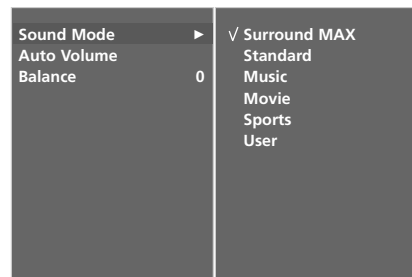 Sound Mode ►
Auto Volume
Balance 0
√ Surround MAX
Standard
Music
Movie
Sports
User